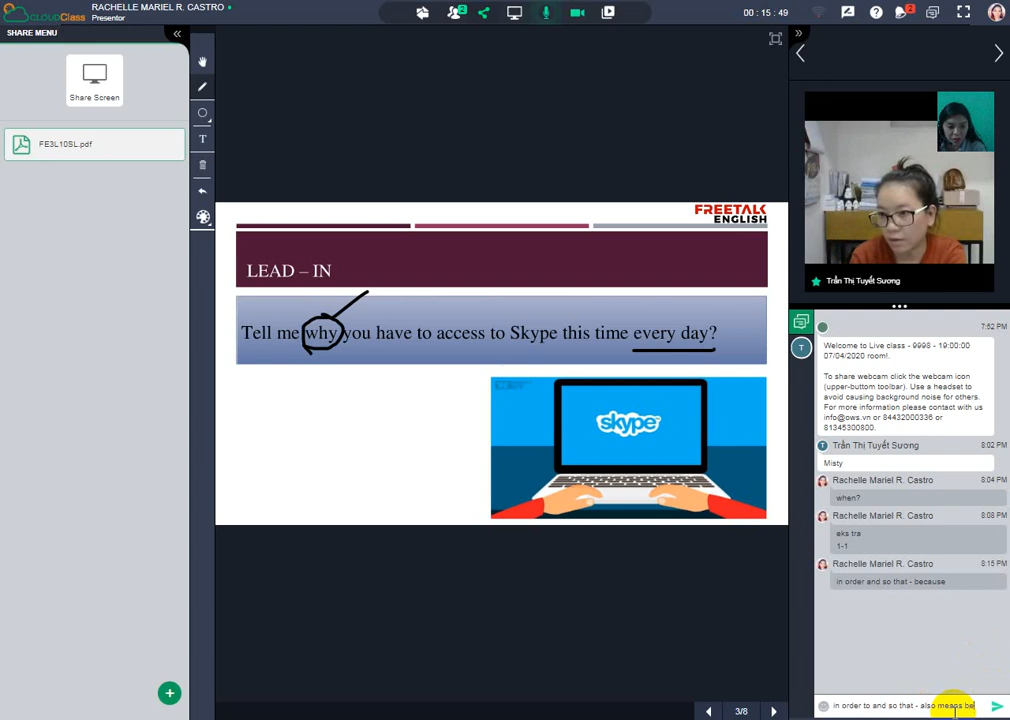 CLOUDClass
RACHELLE MARIEL R. CASTRO
Presentor
2
00 : 15 : 49
2
SHARE MENU
Share Screen
FE3L10SL.pdf
T
FREETALK
ENGLISH
LEAD – IN
Tell me why you have to access to Skype this time every day?
skype
3/8
Trần Thị Tuyết Sương
7:52 PM
Welcome to Live class - 9998 - 19:00:00
07/04/2020 room!.
To share webcam click the webcam icon
(upper-buttom toolbar). Use a headset to
avoid causing background noise for others.
For more information please contact with us
info@ows.vn or 84432000336 or
81345300800.
T
T Trần Thị Tuyết Sương 8:02 PM
Misty
Rachelle Mariel R. Castro 8:04 PM
when?
Rachelle Mariel R. Castro 8:08 PM
eks tra
1-1
Rachelle Mariel R. Castro 8:15 PM
in order to and so that - because
in order to and so that - also means be